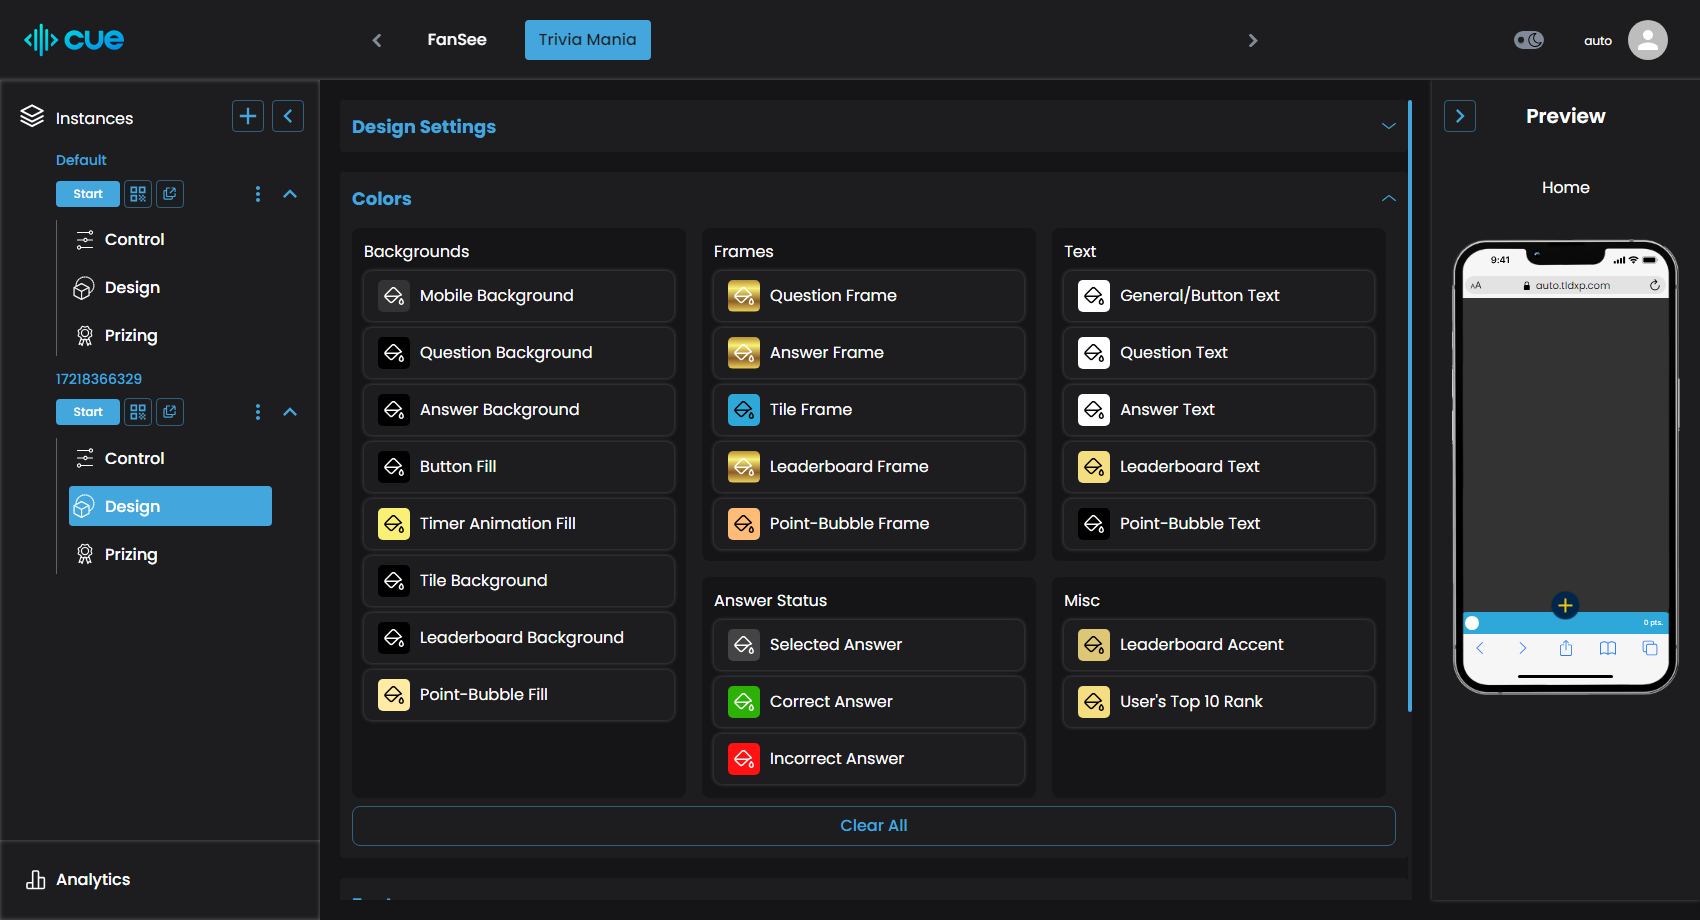 cue
FanSee
Trivia Mania
auto
Instances
Default
Start
Control
Design
Prizing
17218366329
Start
Control
Design
Prizing
Analytics
Design Settings
Colors
Backgrounds
Mobile Background
Question Background
Answer Background
Button Fill
Timer Animation Fill
Tile Background
Leaderboard Background
Point-Bubble Fill
Frames
Question Frame
Answer Frame
Tile Frame
Leaderboard Frame
Point-Bubble Frame
Text
General/Button Text
Question Text
Answer Text
Leaderboard Text
Point-Bubble Text
Answer Status
Selected Answer
Correct Answer
Incorrect Answer
Misc
Leaderboard Accent
User's Top 10 Rank
Clear All
Preview
Home
9:41
AA
auto.tldxp.com
0 pts.